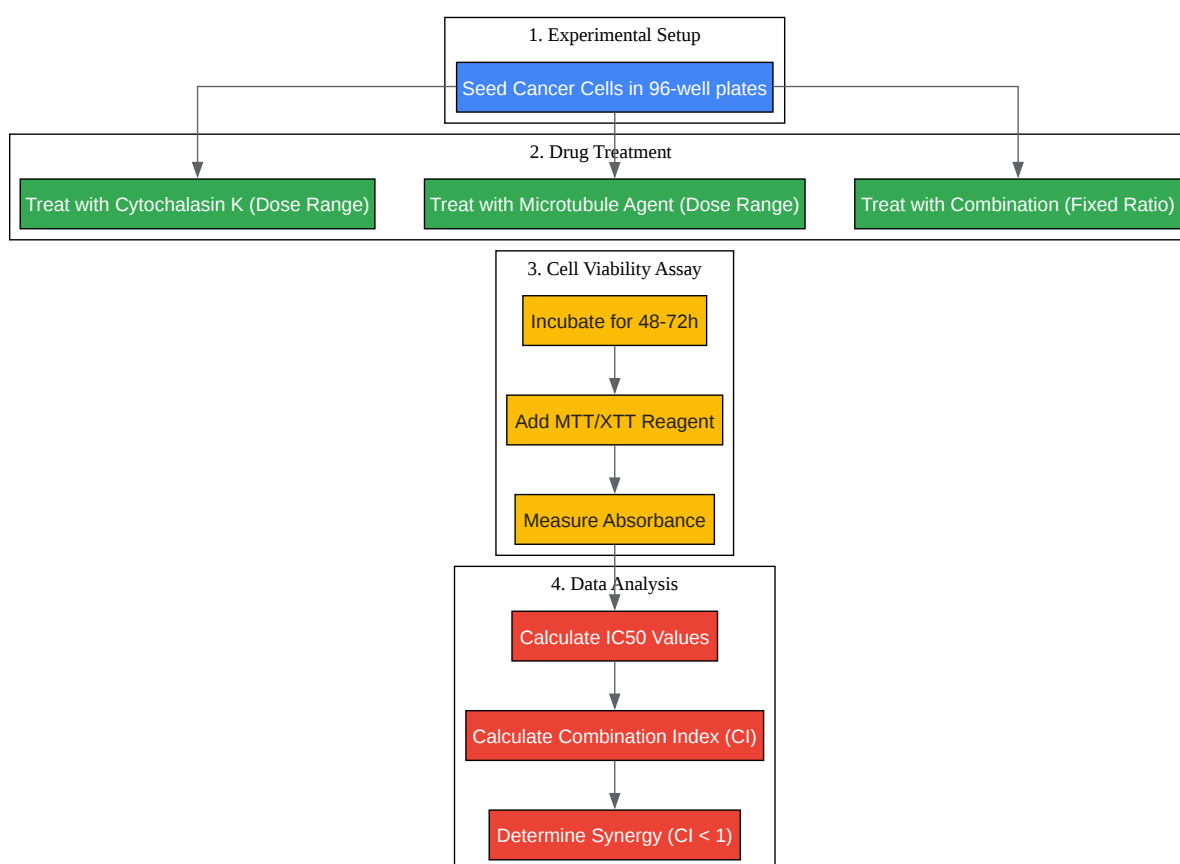 1. Experimental Setup
Seed Cancer Cells in 96-well plates
2. Drug Treatment
Treat with Cytochalasin K (Dose Range)
Treat with Microtubule Agent (Dose Range)
Treat with Combination (Fixed Ratio)
3. Cell Viability Assay
Incubate for 48-72h
Add MTT/XTT Reagent
Measure Absorbance
4. Data Analysis
Calculate IC50 Values
Calculate Combination Index (CI)
Determine Synergy (CI < 1)